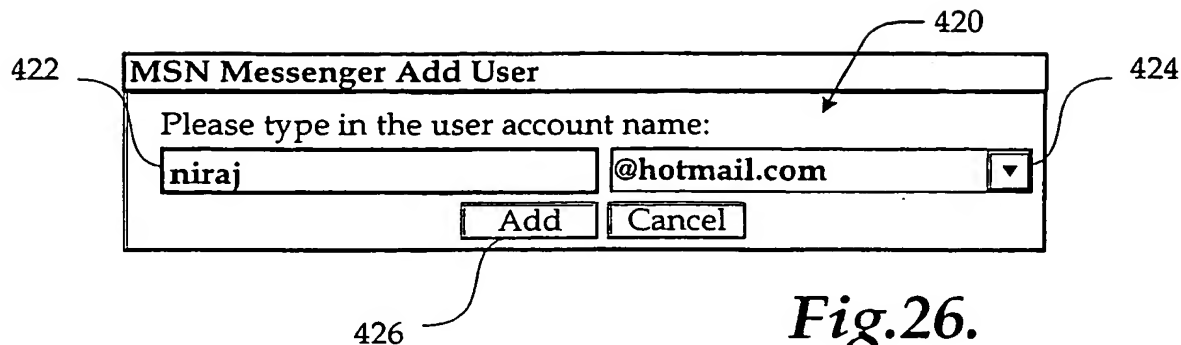 420
422
MSN Messenger Add User
424
Please type in the user account name:
niraj
@hotmail.com
Add
Cancel
426
Fig.26.